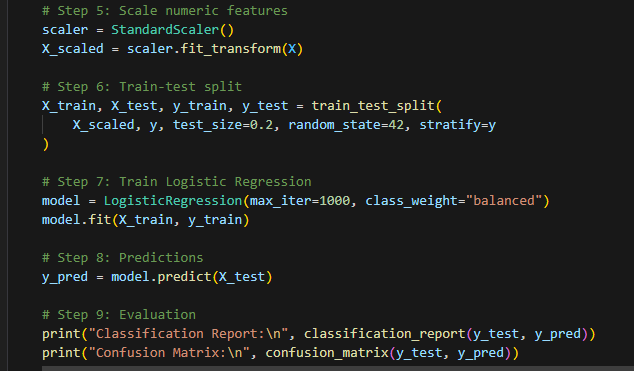 # Step 5: Scale numeric features
scaler = StandardScaler()
X_scaled = scaler.fit_transform(X)
# Step 6: Train-test split
X_train, X_test, y_train, y_test = train_test_split(
    X_scaled, y, test_size=0.2, random_state=42, stratify=y
)
# Step 7: Train Logistic Regression
model = LogisticRegression(max_iter=1000, class_weight="balanced")
model.fit(X_train, y_train)
# Step 8: Predictions
y_pred = model.predict(X_test)
# Step 9: Evaluation
print("Classification Report:\n", classification_report(y_test, y_pred))
print("Confusion Matrix:\n", confusion_matrix(y_test, y_pred))